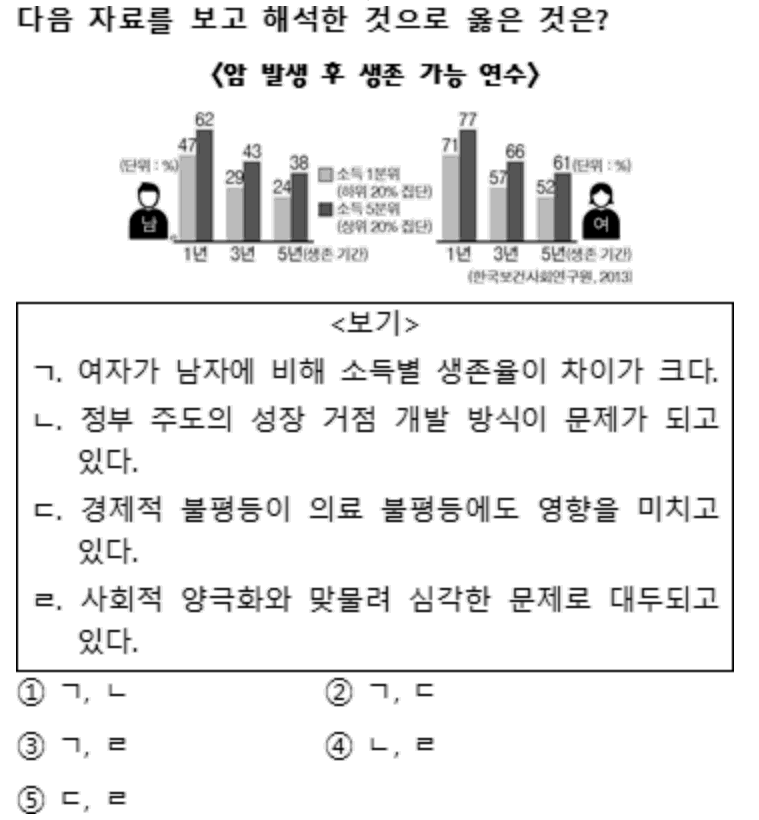 다음 자료를 보고 해석한 것으로 옳은 것은?
〈암 발생 후 생존 가능 연수〉
(단위 : %)
47 62
29 43
24 38
남
1년 3년 5년(생존 기간)
소득 1분위
(하위 20% 집단)
소득 5분위
(상위 20% 집단)
71 77
57 66
52 61
(단위 : %)
여
1년 3년 5년(생존 기간)
(한국보건사회연구원, 2013)
<보기>
ㄱ. 여자가 남자에 비해 소득별 생존율이 차이가 크다.
ㄴ. 정부 주도의 성장 거점 개발 방식이 문제가 되고
있다.
ㄷ. 경제적 불평등이 의료 불평등에도 영향을 미치고
있다.
ㄹ. 사회적 양극화와 맞물려 심각한 문제로 대두되고
있다.
① ㄱ, ㄴ ② ㄱ, ㄷ
③ ㄱ, ㄹ ④ ㄴ, ㄹ
⑤ ㄷ, ㄹ